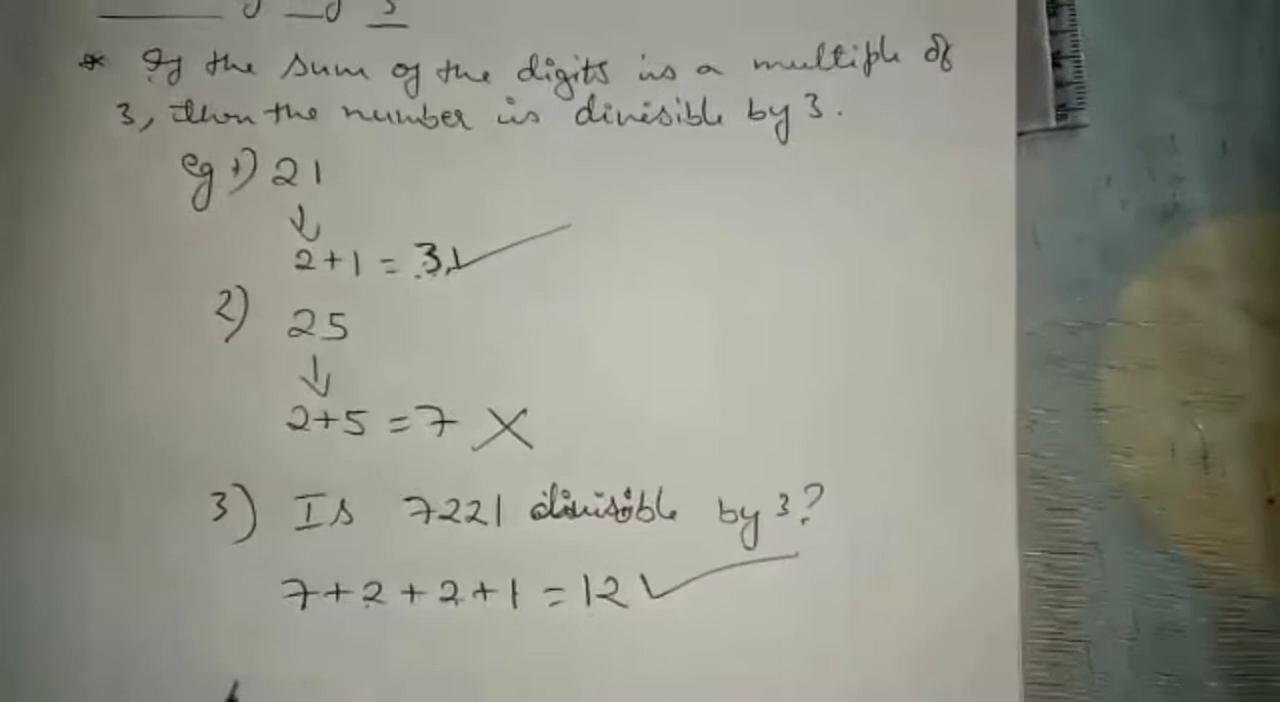 * If the sum of the digits is a multiple of
3, then the number is divisible by 3.
eg 1) 21
↓
2+1 = 3 ✓
2) 25
↓
2+5 = 7 ✗
3) Is 7221 divisible by 3?
7+2+2+1 = 12 ✓